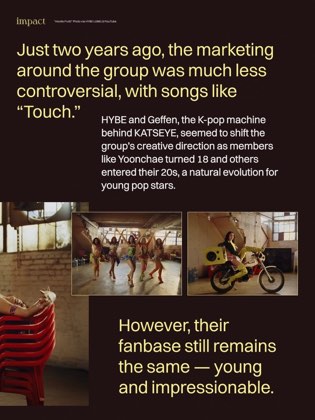 impact
Just two years ago, the marketing
around the group was much less
controversial, with songs like
“Touch.”
HYBE and Geffen, the K-pop machine
behind KATSEYE, seemed to shift the
group's creative direction as members
like Yoonchae turned 18 and others
entered their 20s, a natural evolution for
young pop stars.
However, their
fanbase still remains
the same — young
and impressionable.